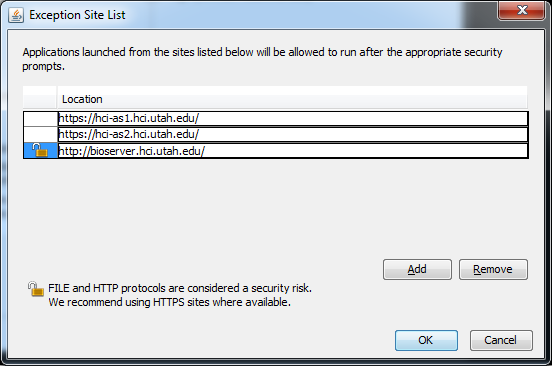 Exception Site List
Applications launched from the sites listed below will be allowed to run after the appropriate security
prompts.
Location
https://hci-as1.hci.utah.edu/
https://hci-as2.hci.utah.edu/
http://bioserver.hci.utah.edu/
Add
Remove
FILE and HTTP protocols are considered a security risk.
We recommend using HTTPS sites where available.
OK
Cancel